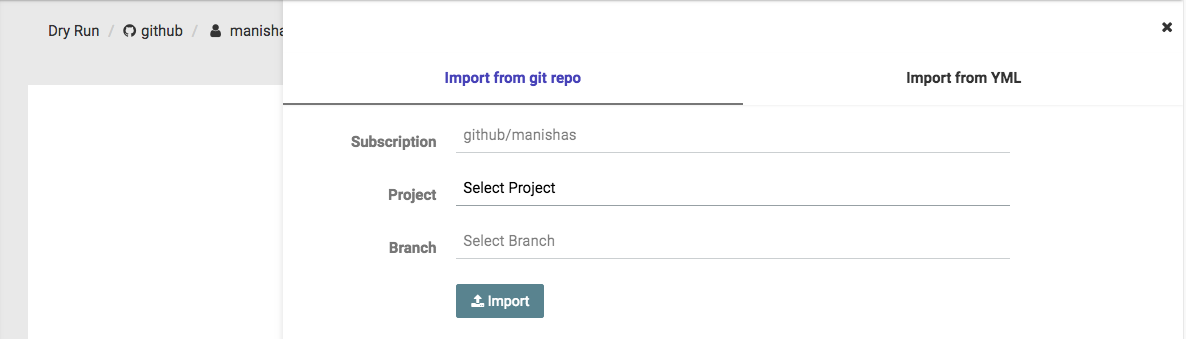 Dry Run / github / manisha
Import from git repo
Import from YML
Subscription
github/manishas
Project
Select Project
Branch
Select Branch
Import